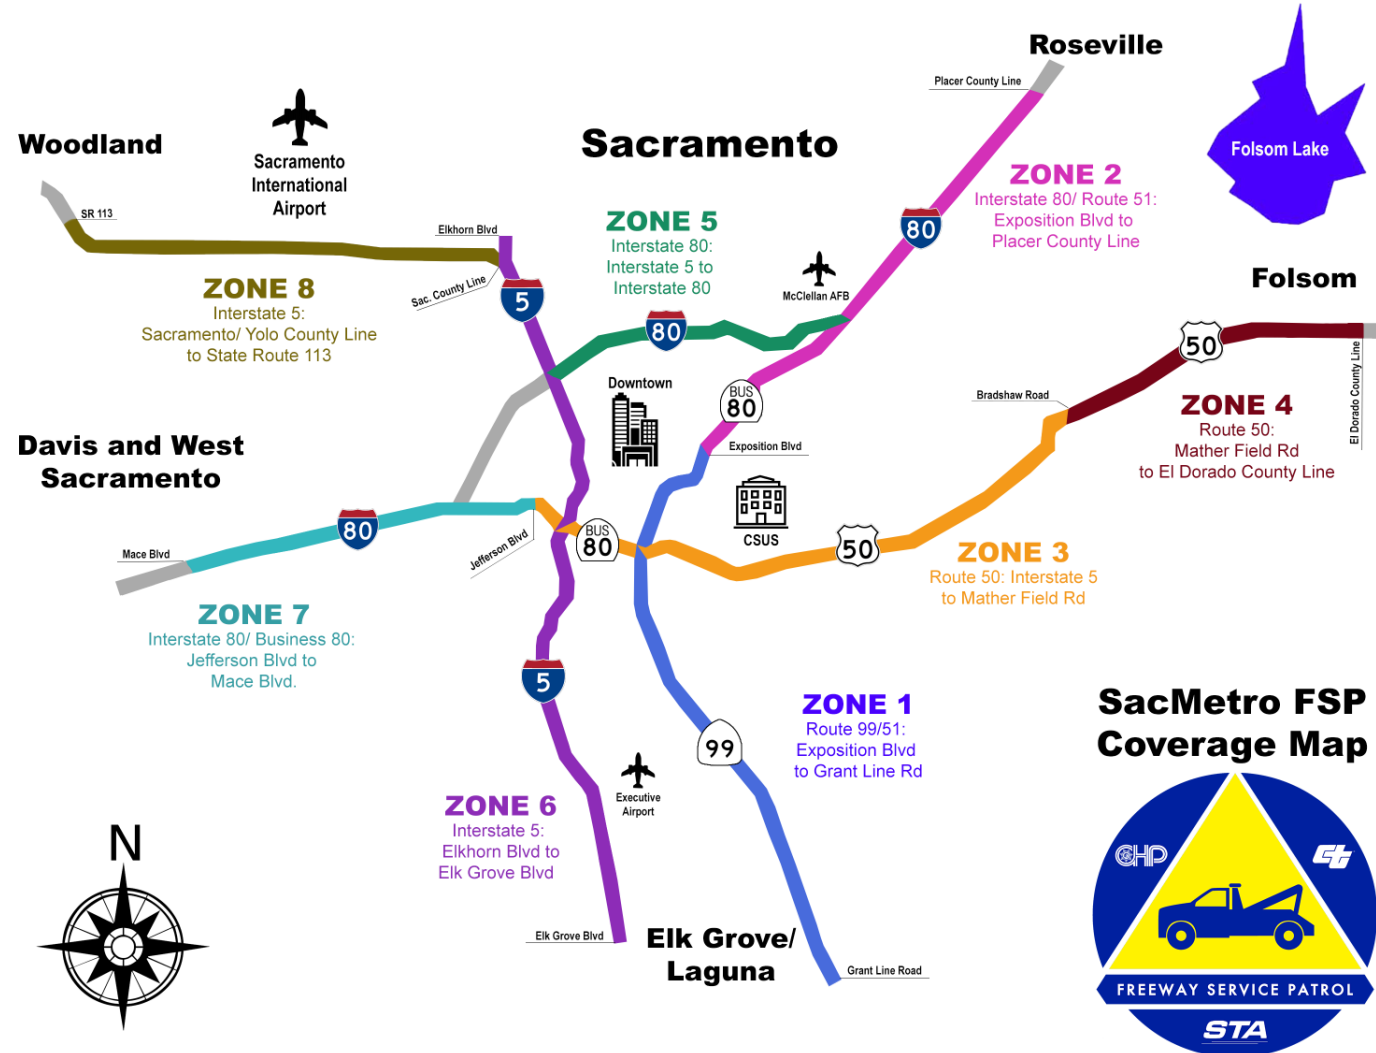 Roseville
Placer County Line
Woodland
Sacramento
International
Airport
Sacramento
Folsom Lake
ZONE 2
Interstate 80/ Route 51:
Exposition Blvd to
Placer County Line
SR 113
Elkhorn Blvd
ZONE 5
Interstate 80:
Interstate 5 to
Interstate 80
80
Sac. County Line
5
McClellan AFB
Folsom
ZONE 8
Interstate 5:
Sacramento/ Yolo County Line
to State Route 113
80
50
El Dorado County Line
Downtown
BUS
80
Bradshaw Road
ZONE 4
Route 50:
Mather Field Rd
to El Dorado County Line
Davis and West
Sacramento
Exposition Blvd
80
Mace Blvd
Jefferson Blvd
BUS
80
CSUS
50
ZONE 3
Route 50: Interstate 5
to Mather Field Rd
ZONE 7
Interstate 80/ Business 80:
Jefferson Blvd to
Mace Blvd.
5
99
ZONE 1
Route 99/51:
Exposition Blvd
to Grant Line Rd
SacMetro FSP
Coverage Map
Executive
Airport
ZONE 6
Interstate 5:
Elkhorn Blvd to
Elk Grove Blvd
N
CHP
Ct
Elk Grove Blvd
Elk Grove/
Laguna
Grant Line Road
FREEWAY SERVICE PATROL
STA